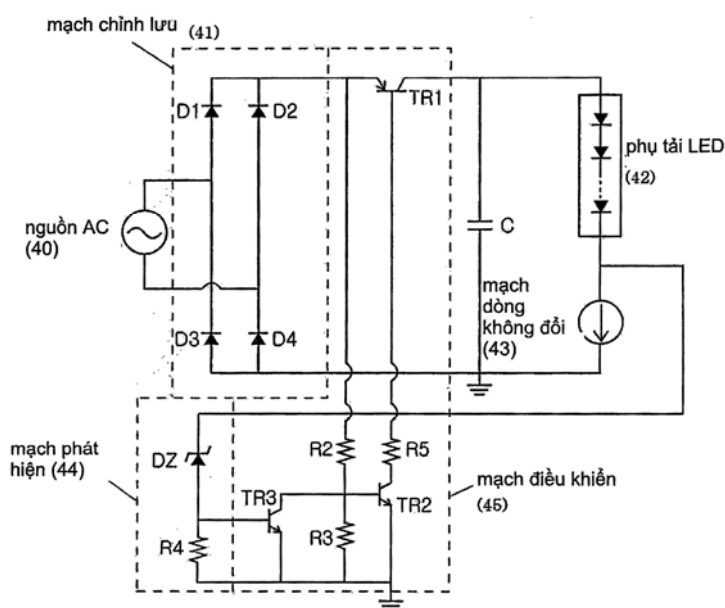 mạch chỉnh lưu (41)
D1
D2
TR1
phụ tải LED
(42)
nguồn AC
(40)
C
mạch
dòng
không đổi
(43)
D3
D4
mạch phát
hiện (44)
DZ
R2
R5
TR3
TR2
mạch điều khiển
(45)
R4
R3